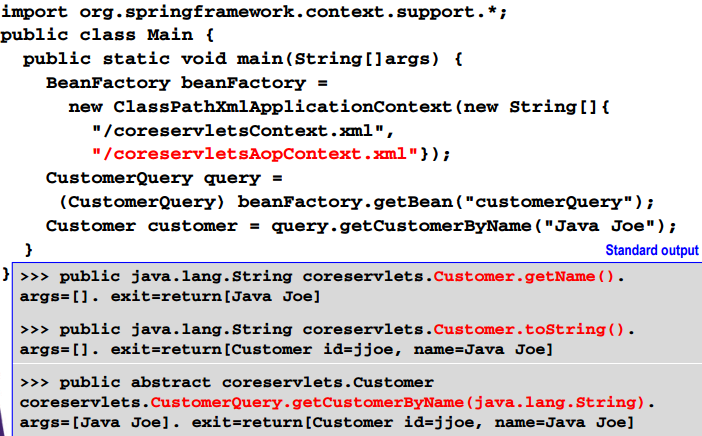 import org.springframework.context.support.*;
public class Main {
public static void main(String[]args) {
BeanFactory beanFactory =
new ClassPathXmlApplicationContext(new String[]{
"/coreservletsContext.xml",
"/coreservletsAopContext.xml"});
CustomerQuery query =
(CustomerQuery) beanFactory.getBean("customerQuery");
Customer customer = query.getCustomerByName("Java Joe");
}
Standard output
}
>>> public java.lang.String coreservlets.Customer.getName().
args=[]. exit=return[Java Joe]
>>> public java.lang.String coreservlets.Customer.toString().
args=[]. exit=return[Customer id=jjoe, name=Java Joe]
>>> public abstract coreservlets.Customer
coreservlets.CustomerQuery.getCustomerByName(java.lang.String).
args=[Java Joe]. exit=return[Customer id=jjoe, name=Java Joe]